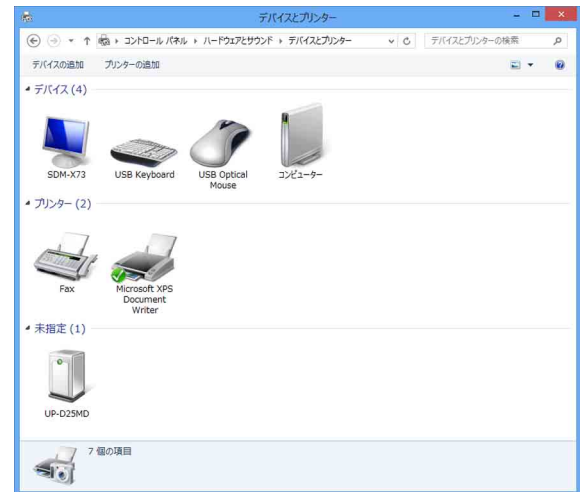 デバイスとプリンター
コントロール パネル ▸ ハードウェアとサウンド ▸ デバイスとプリンター
デバイスとプリンターの検索
デバイスの追加
プリンターの追加
デバイス (4)
SDM-X73
USB Keyboard
USB Optical
Mouse
コンピューター
プリンター (2)
Fax
Microsoft XPS
Document
Writer
未指定 (1)
UP-D25MD
7 個の項目